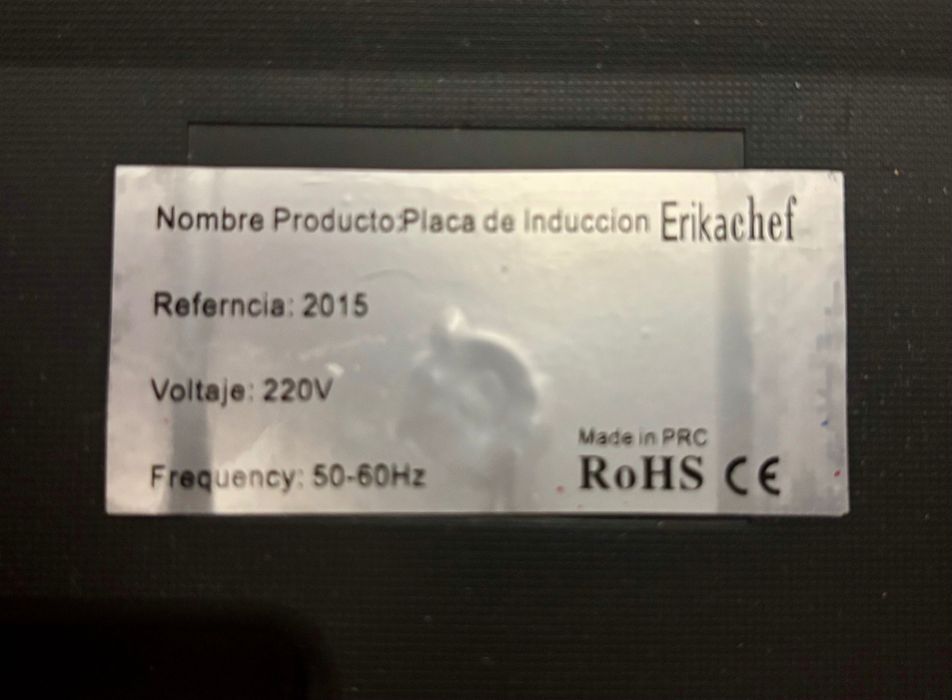 Nombre Producto:Placa de Induccion Erikachef
Referncia: 2015
Voltaje: 220V
Frequency: 50-60Hz
Made in PRC
RoHS CE